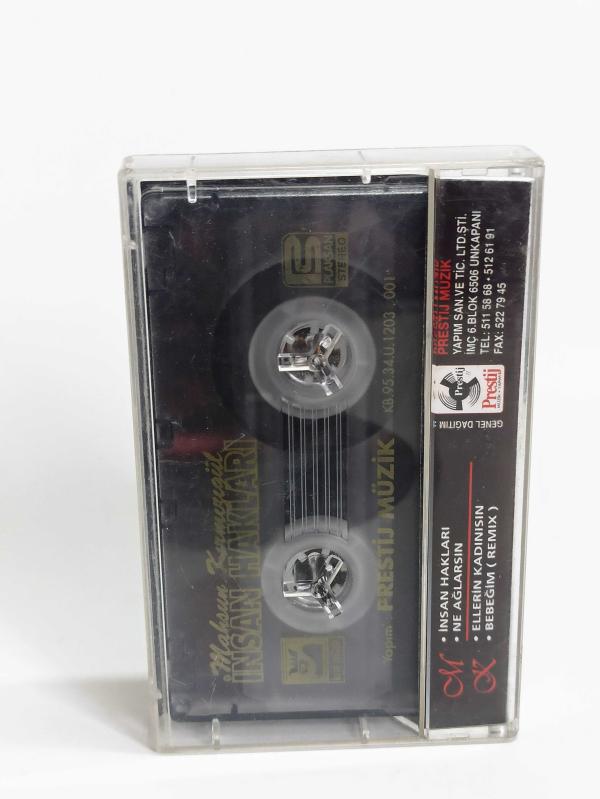 Mahsun Kırmızıgül
İNSAN HAKLARI
PLAKSAN
STEREO
KB.95.34.U.1203 .001
Yapım : PRESTİJ MÜZİK
M
K
• İNSAN HAKLARI
• NE AĞLARSIN
• ELLERİN KADINISIN
• BEBEĞİM ( REMIX )
GENEL DAĞITIM :
Prestij
Prestij
PRESTİJ MÜZİK
YAPIM SAN.VE TİC. LTD.ŞTİ.
İMÇ 6.BLOK 6506 UNKAPANI
TEL: 511 58 68 • 512 61 91
FAX: 522 79 45